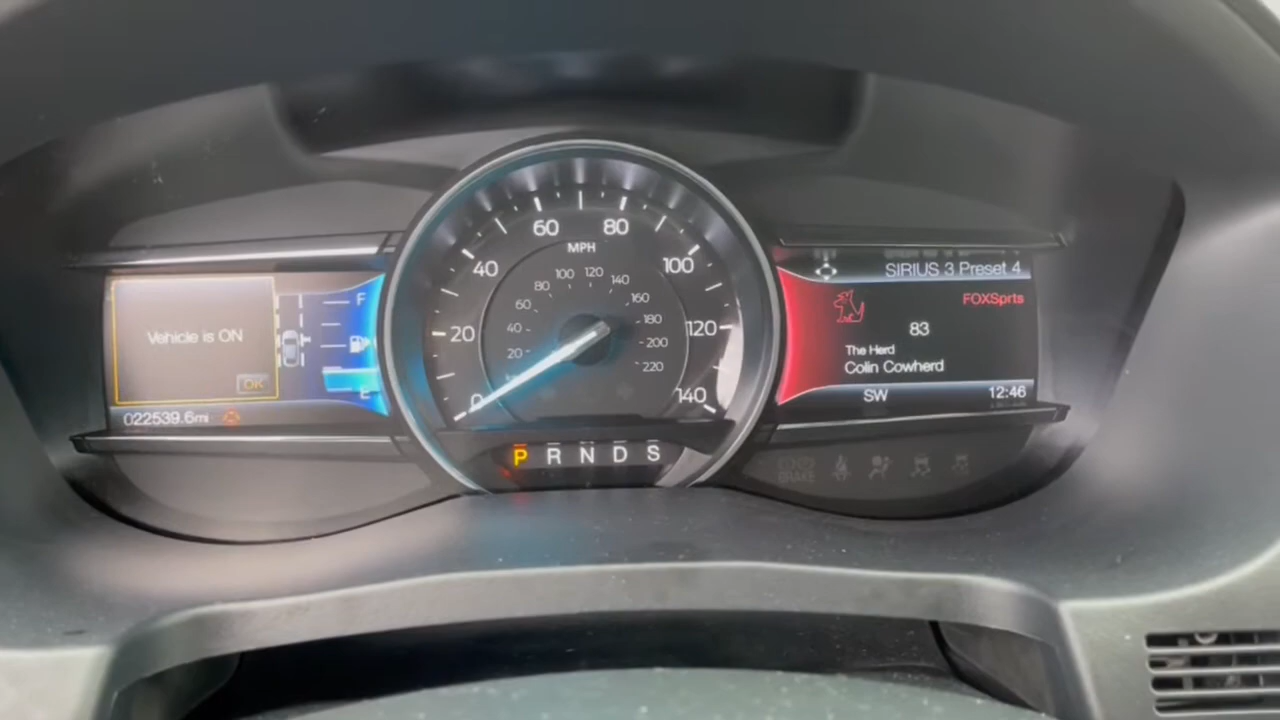 Vehicle is ON
OK
F
E
022539.6mi
0
20
40
60
80
100
120
140
MPH
20
40
60
80
100
120
140
160
180
200
220
P R N D S
SIRIUS 3 Preset 4
FOXSprts
83
The Herd
Colin Cowherd
SW
12:46
BRAKE